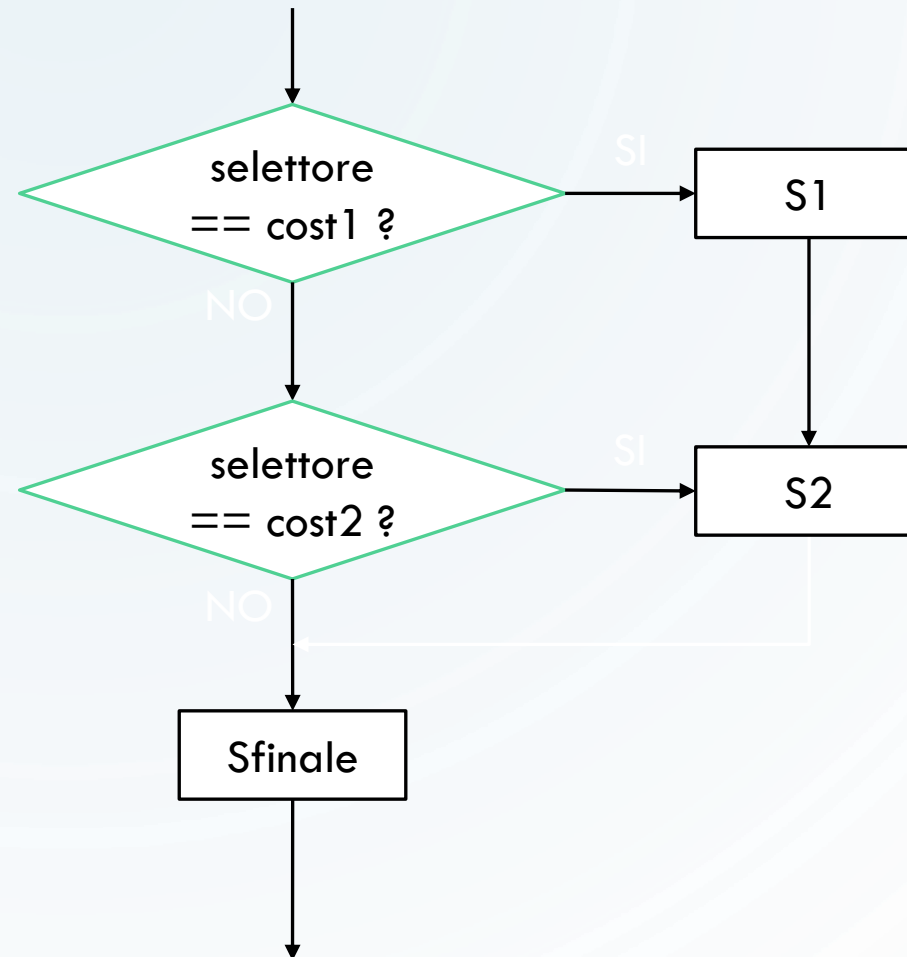 selettore
== cost1 ?
SI
S1
NO
selettore
== cost2 ?
SI
S2
NO
Sfinale